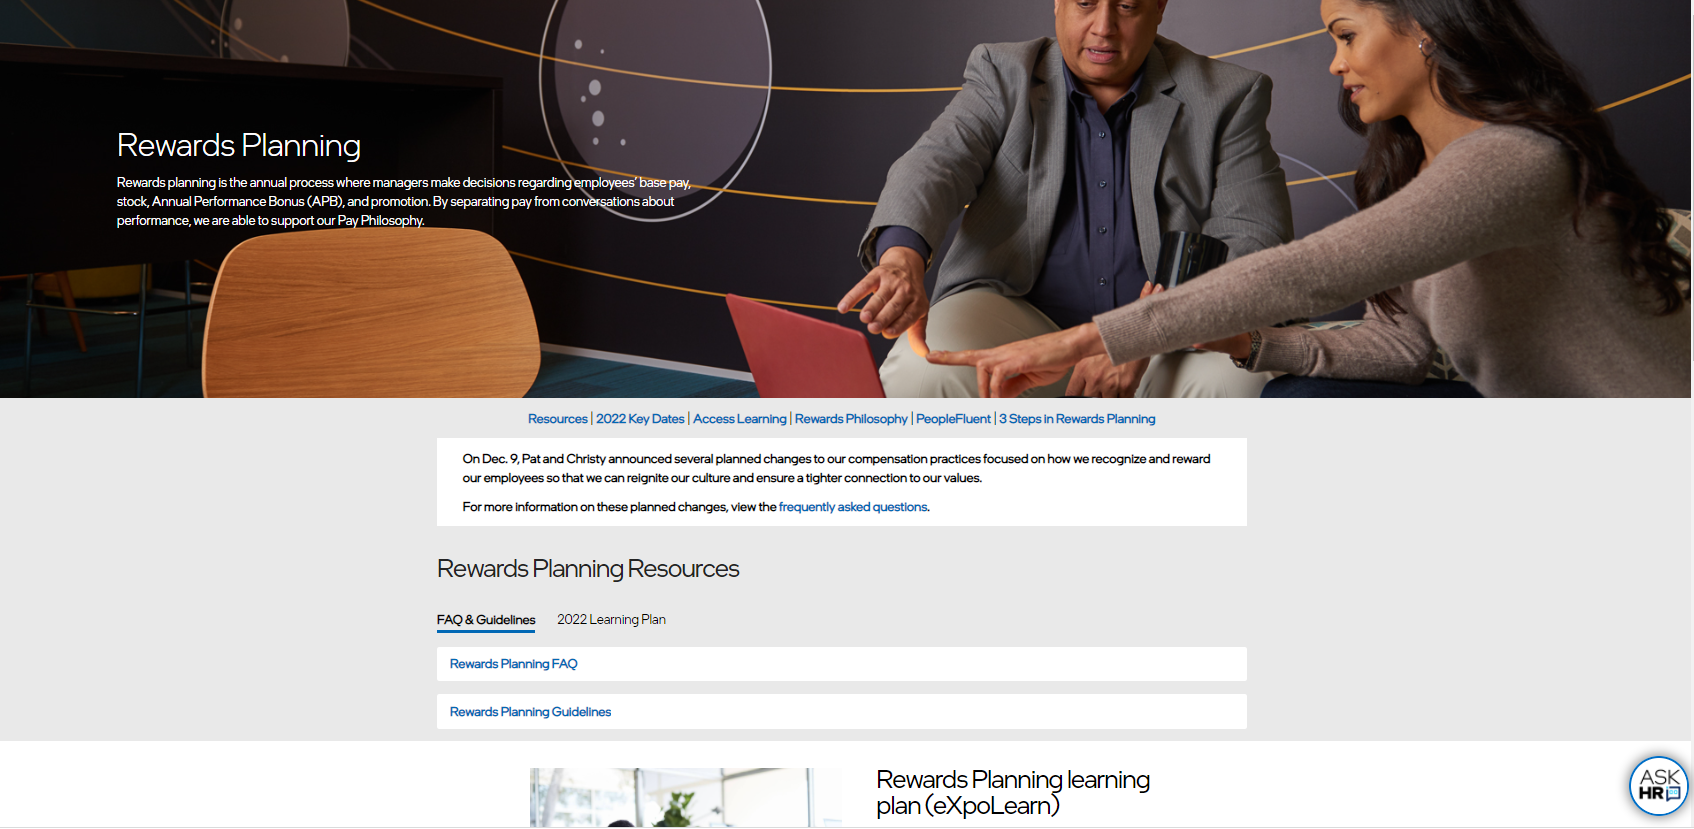 Rewards Planning
Rewards planning is the annual process where managers make decisions regarding employees' base pay,
stock, Annual Performance Bonus (APB), and promotion. By separating pay from conversations about
performance, we are able to support our Pay Philosophy.
Resources | 2022 Key Dates | Access Learning | Rewards Philosophy | PeopleFluent | 3 Steps in Rewards Planning
On Dec. 9, Pat and Christy announced several planned changes to our compensation practices focused on how we recognize and reward
our employees so that we can reignite our culture and ensure a tighter connection to our values.
For more information on these planned changes, view the frequently asked questions.
Rewards Planning Resources
FAQ & Guidelines 2022 Learning Plan
Rewards Planning FAQ
Rewards Planning Guidelines
Rewards Planning learning
plan (eXpoLearn)
ASK
HR